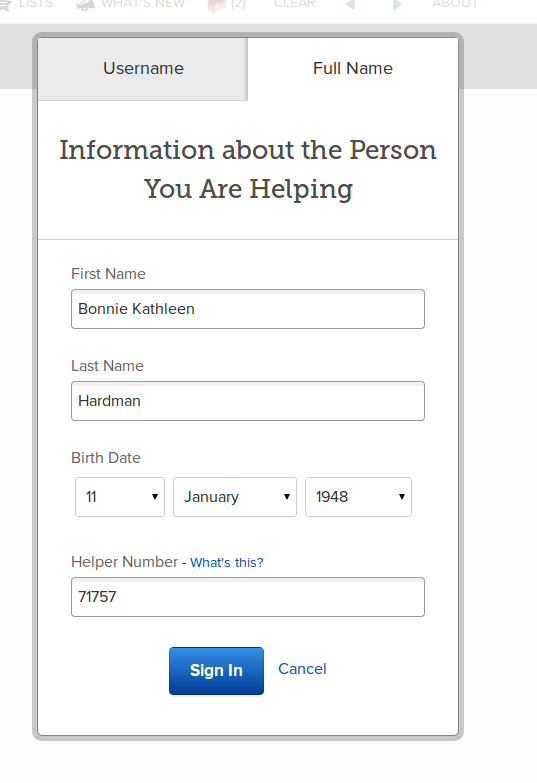 LISTS WHAT'S NEW (2) CLEAR ABOUT
Username Full Name
Information about the Person
You Are Helping
First Name
Bonnie Kathleen
Last Name
Hardman
Birth Date
11 January 1948
Helper Number - What's this?
71757
Sign In Cancel